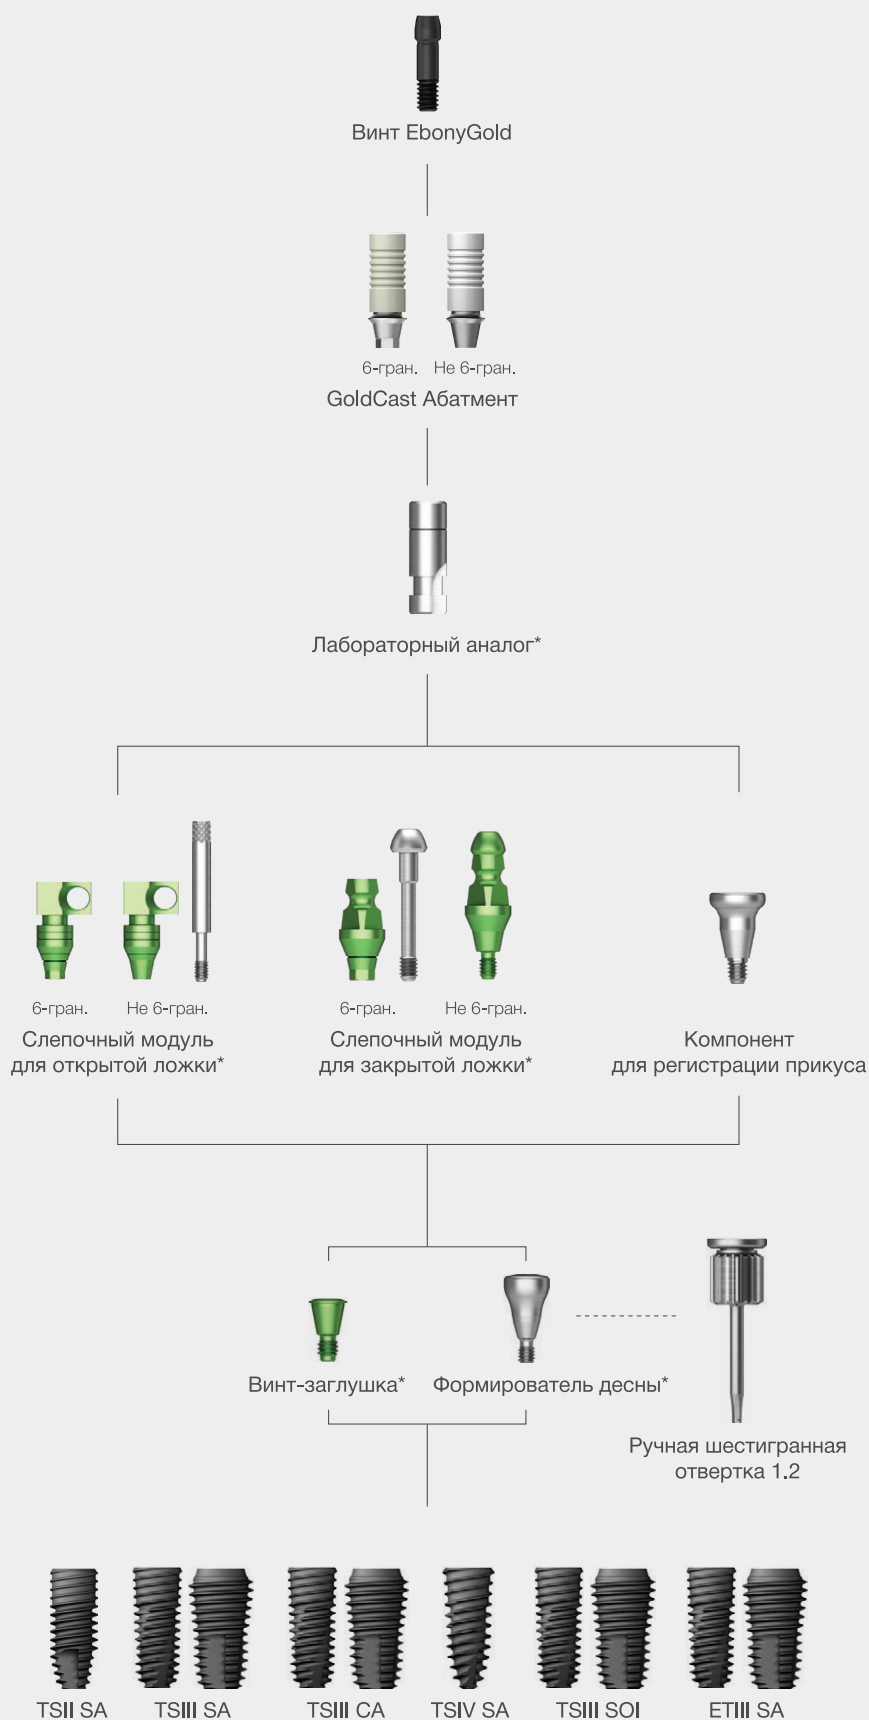 Винт EbonyGold
6-гран. Не 6-гран.
GoldCast Абатмент
Лабораторный аналог*
6-гран. Не 6-гран.
Слепочный модуль
для открытой ложки*
6-гран. Не 6-гран.
Слепочный модуль
для закрытой ложки*
Компонент
для регистрации прикуса
Винт-заглушка*
Формирователь десны*
Ручная шестигранная
отвертка 1.2
TSII SA TSIII SA TSIII CA TSIV SA TSIII SOI ETIII SA